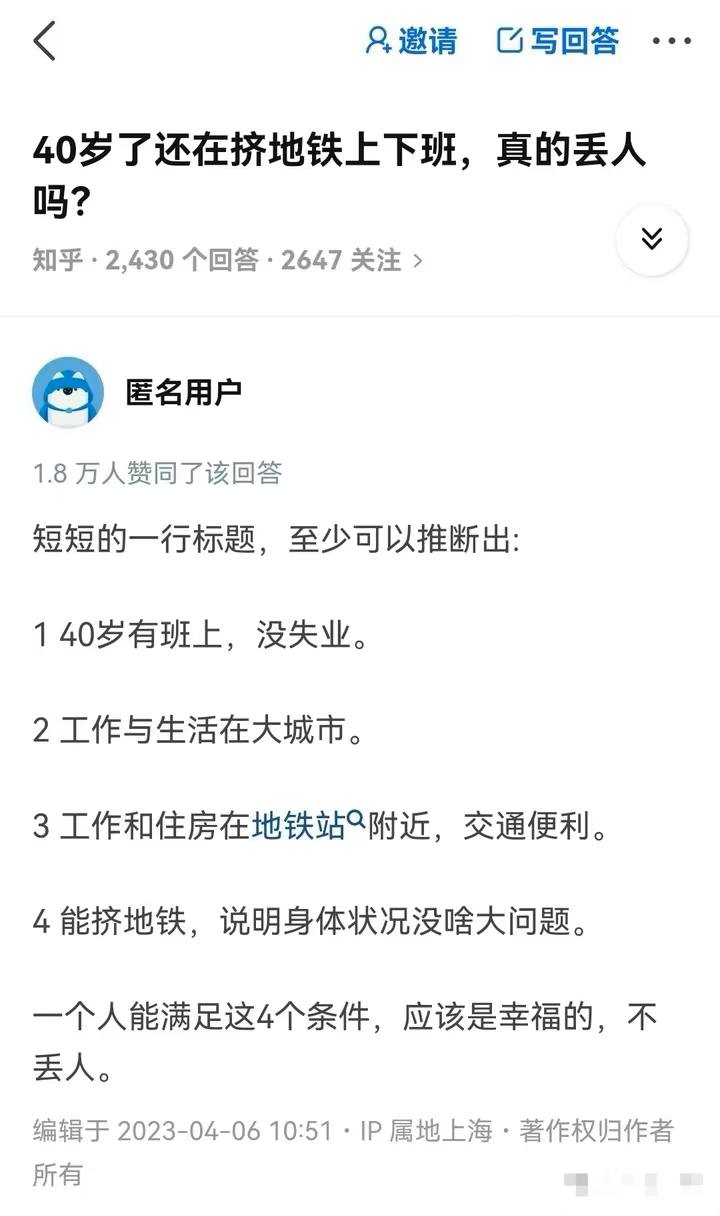 邀请 写回答
40岁了还在挤地铁上下班，真的丢人
吗？
知乎 · 2,430 个回答 · 2647 关注 >
匿名用户
1.8 万人赞同了该回答
短短的一行标题，至少可以推断出:
1 40岁有班上，没失业。
2 工作与生活在大城市。
3 工作和住房在地铁站附近，交通便利。
4 能挤地铁，说明身体状况没啥大问题。
一个人能满足这4个条件，应该是幸福的，不
丢人。
编辑于 2023-04-06 10:51 · IP 属地上海 · 著作权归作者
所有